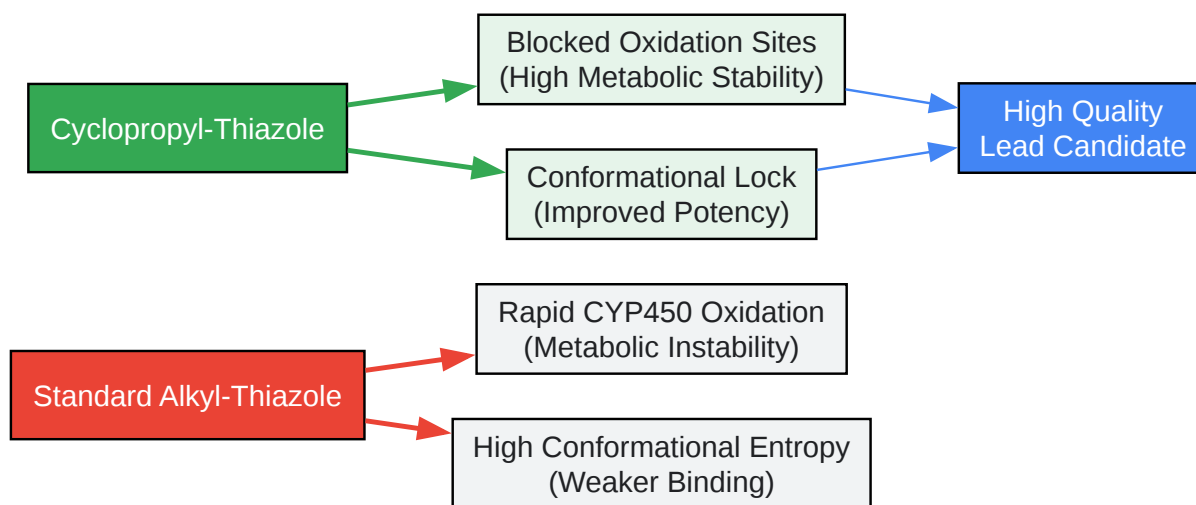 Cyclopropyl-Thiazole
Blocked Oxidation Sites
(High Metabolic Stability)
Conformational Lock
(Improved Potency)
High Quality
Lead Candidate
Standard Alkyl-Thiazole
Rapid CYP450 Oxidation
(Metabolic Instability)
High Conformational Entropy
(Weaker Binding)